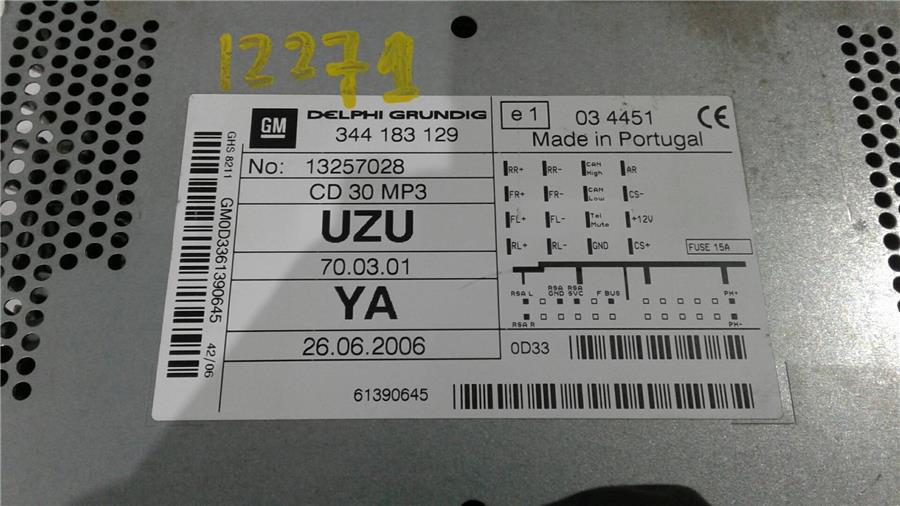 12271
GM DELPHI GRUNDIG
344 183 129
No: 13257028
CD 30 MP3
UZU
70.03.01
YA
26.06.2006
61390645
GHS 8211
GM0D3361390645
42/06
e1 03 4451 CE
Made in Portugal
RR+ RR- CAN High AR
FR+ FR- CAN Low CS-
FL+ FL- Tel Mute +12V
RL+ RL- GND CS+
FUSE 15A
RSA L RSA GND RSA SVC F BUS PH+
RSA R PH-
0D33